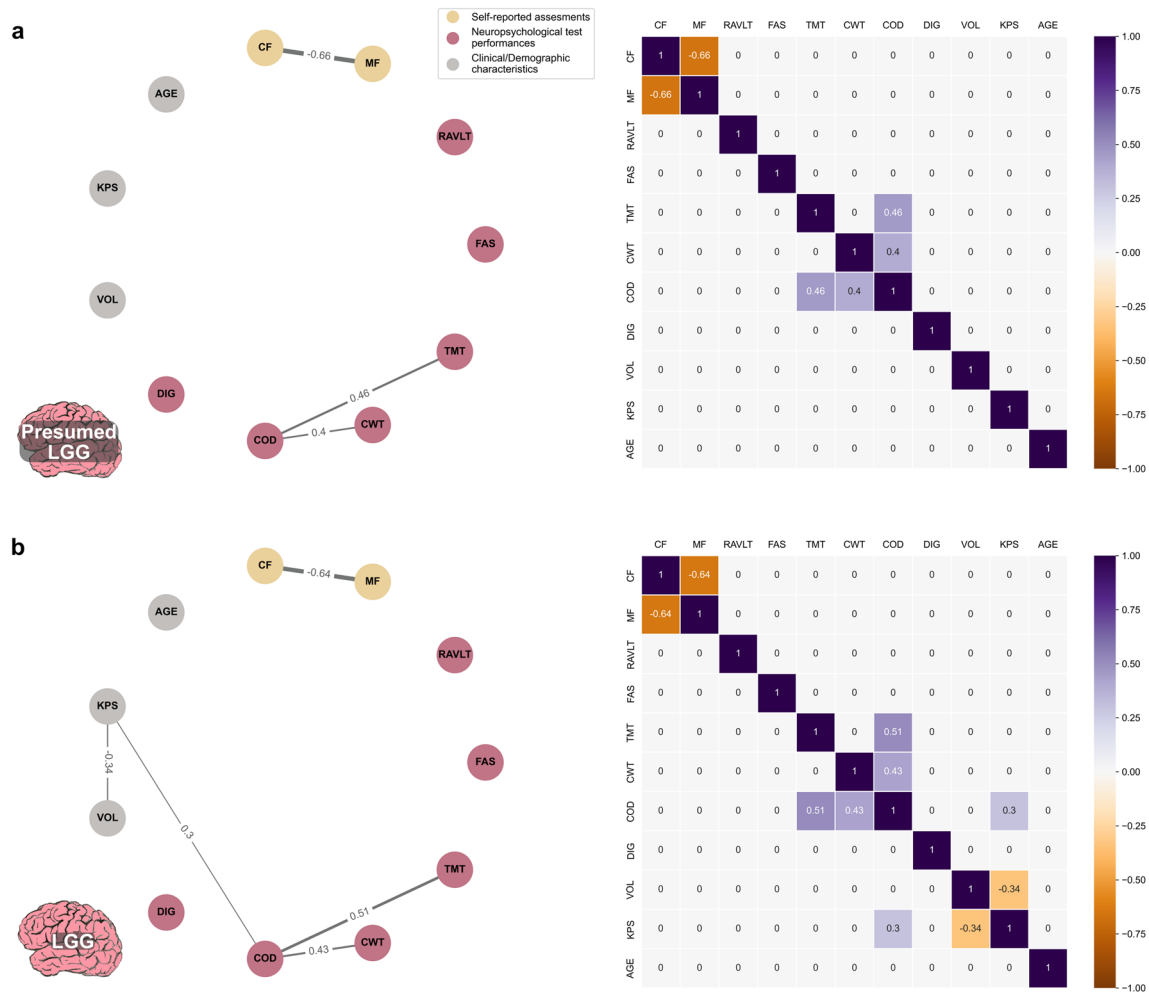 a
Self-reported assesments
Neuropsychological test
performances
Clinical/Demographic
characteristics
CF
-0.66
MF
AGE
RAVLT
KPS
FAS
VOL
TMT
DIG
0.46
CWT
0.4
COD
Presumed
LGG
CF MF RAVLT FAS TMT CWT COD DIG VOL KPS AGE
CF 1 -0.66 0 0 0 0 0 0 0 0 0
MF -0.66 1 0 0 0 0 0 0 0 0 0
RAVLT 0 0 1 0 0 0 0 0 0 0 0
FAS 0 0 0 1 0 0 0 0 0 0 0
TMT 0 0 0 0 1 0 0.46 0 0 0 0
CWT 0 0 0 0 0 1 0.4 0 0 0 0
COD 0 0 0 0 0.46 0.4 1 0 0 0 0
DIG 0 0 0 0 0 0 0 1 0 0 0
VOL 0 0 0 0 0 0 0 0 1 0 0
KPS 0 0 0 0 0 0 0 0 0 1 0
AGE 0 0 0 0 0 0 0 0 0 0 1
1.00
0.75
0.50
0.25
0.00
−0.25
−0.50
−0.75
−1.00
b
CF
-0.64
MF
AGE
RAVLT
KPS
-0.34
FAS
VOL
0.3
TMT
DIG
0.51
CWT
0.43
COD
LGG
CF MF RAVLT FAS TMT CWT COD DIG VOL KPS AGE
CF 1 -0.64 0 0 0 0 0 0 0 0 0
MF -0.64 1 0 0 0 0 0 0 0 0 0
RAVLT 0 0 1 0 0 0 0 0 0 0 0
FAS 0 0 0 1 0 0 0 0 0 0 0
TMT 0 0 0 0 1 0 0.51 0 0 0 0
CWT 0 0 0 0 0 1 0.43 0 0 0 0
COD 0 0 0 0 0.51 0.43 1 0 0 0.3 0
DIG 0 0 0 0 0 0 0 1 0 0 0
VOL 0 0 0 0 0 0 0 0 1 -0.34 0
KPS 0 0 0 0 0 0 0.3 0 -0.34 1 0
AGE 0 0 0 0 0 0 0 0 0 0 1
1.00
0.75
0.50
0.25
0.00
−0.25
−0.50
−0.75
−1.00